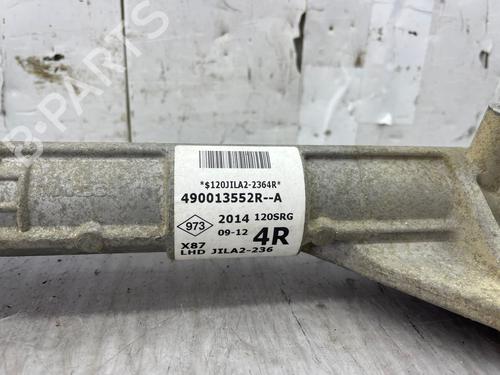 B-PARTS
*$120JILA2-2364R*
490013552R--A
973 2014 120SRG
09-12 4R
X87
LHD JILA2-236